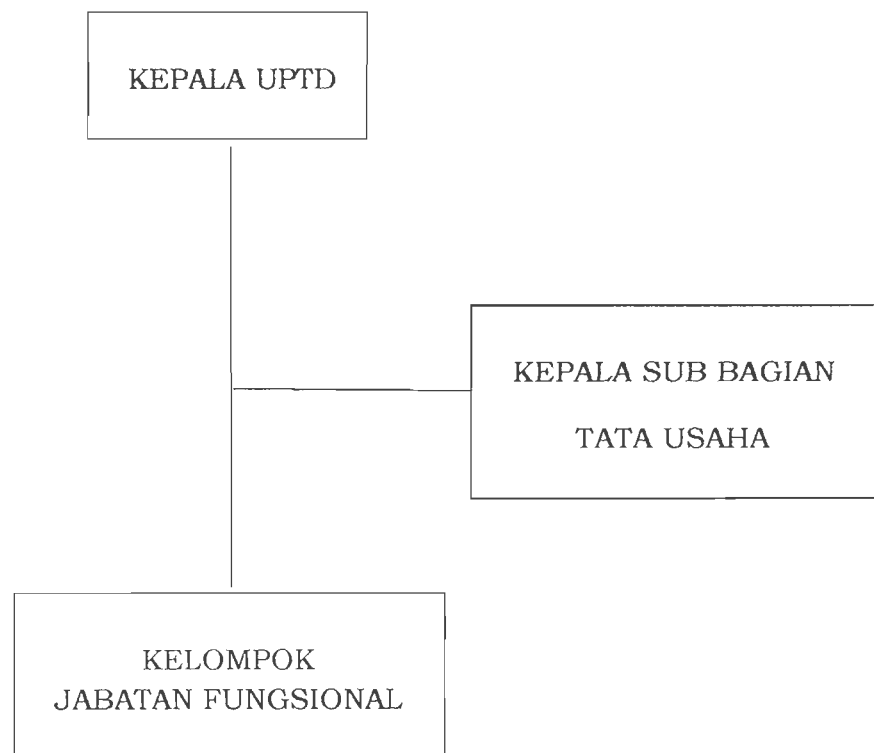 KEPALA UPTD
KEPALA SUB BAGIAN
TATA USAHA
KELOMPOK
JABATAN FUNGSIONAL